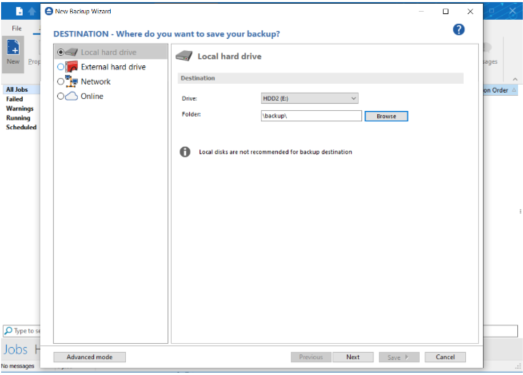 New Backup Wizard
File
DESTINATION - Where do you want to save your backup?
?
New
All Jobs
Failed
Warnings
Running
Scheduled
Local hard drive
External hard drive
Network
Online
Local hard drive
Destination
Drive:
HDD2 (E:)
Folder:
\backup\
Browse
Local disks are not recommended for backup destination
on Order
Type to se
Jobs H
No messages
Advanced mode
Previous
Next
Save
Cancel